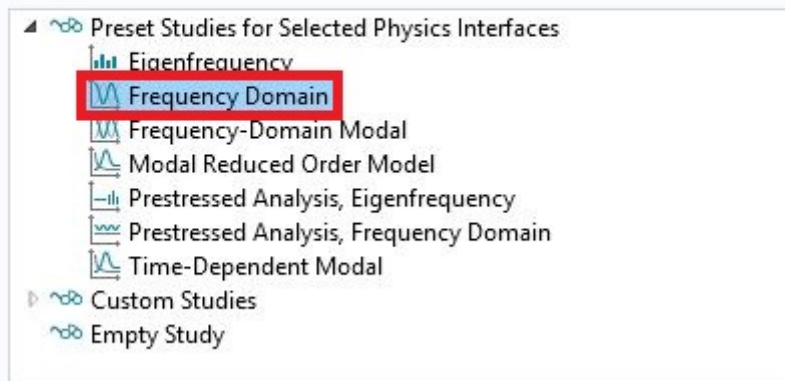 Preset Studies for Selected Physics Interfaces
Eigenfrequency
Frequency Domain
Frequency-Domain Modal
Modal Reduced Order Model
Prestressed Analysis, Eigenfrequency
Prestressed Analysis, Frequency Domain
Time-Dependent Modal
Custom Studies
Empty Study